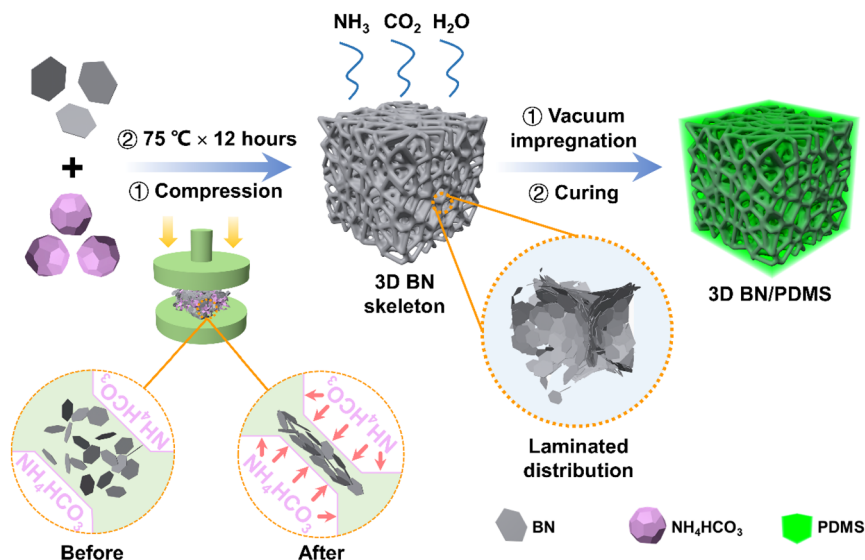 NH₃ CO₂ H₂O
② 75 ℃ × 12 hours
① Compression
+
① Vacuum
impregnation
② Curing
3D BN
skeleton
3D BN/PDMS
NH₄HCO₃
NH₄HCO₃
Before
NH₄HCO₃
NH₄HCO₃
After
Laminated
distribution
BN
NH₄HCO₃
PDMS